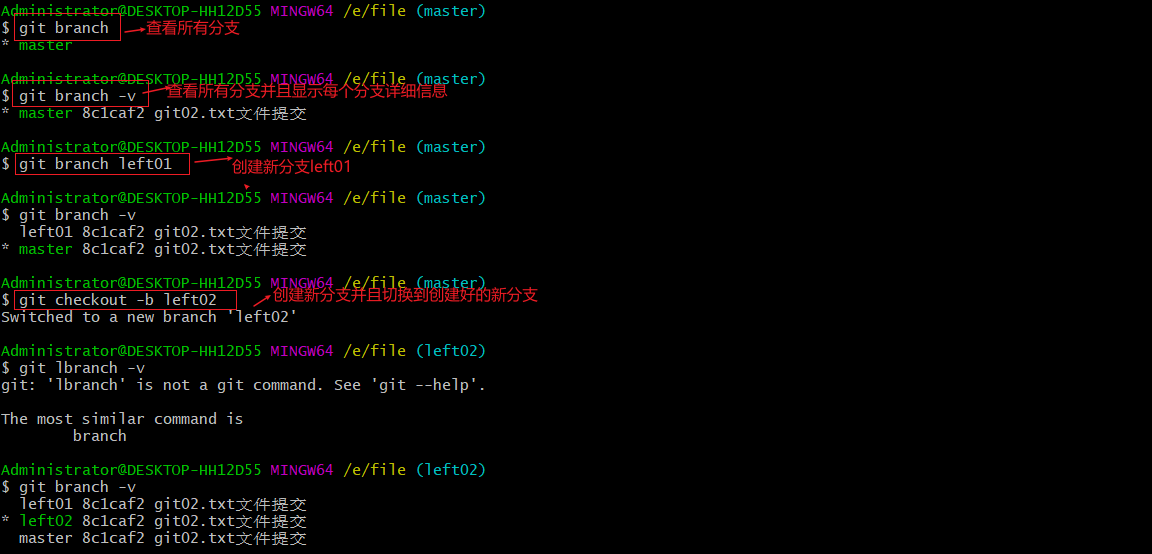 Administrator@DESKTOP-HH12D55 MINGW64 /e/file (master)
$ git branch 查看所有分支
* master
Administrator@DESKTOP-HH12D55 MINGW64 /e/file (master)
$ git branch -v 查看所有分支并且显示每个分支详细信息
* master 8c1caf2 git02.txt文件提交
Administrator@DESKTOP-HH12D55 MINGW64 /e/file (master)
$ git branch left01 创建新分支left01
Administrator@DESKTOP-HH12D55 MINGW64 /e/file (master)
$ git branch -v
left01 8c1caf2 git02.txt文件提交
* master 8c1caf2 git02.txt文件提交
Administrator@DESKTOP-HH12D55 MINGW64 /e/file (master)
$ git checkout -b left02 创建新分支并且切换到创建好的新分支
Switched to a new branch 'left02'
Administrator@DESKTOP-HH12D55 MINGW64 /e/file (left02)
$ git lbranch -v
git: 'lbranch' is not a git command. See 'git --help'.
The most similar command is
branch
Administrator@DESKTOP-HH12D55 MINGW64 /e/file (left02)
$ git branch -v
left01 8c1caf2 git02.txt文件提交
* left02 8c1caf2 git02.txt文件提交
master 8c1caf2 git02.txt文件提交